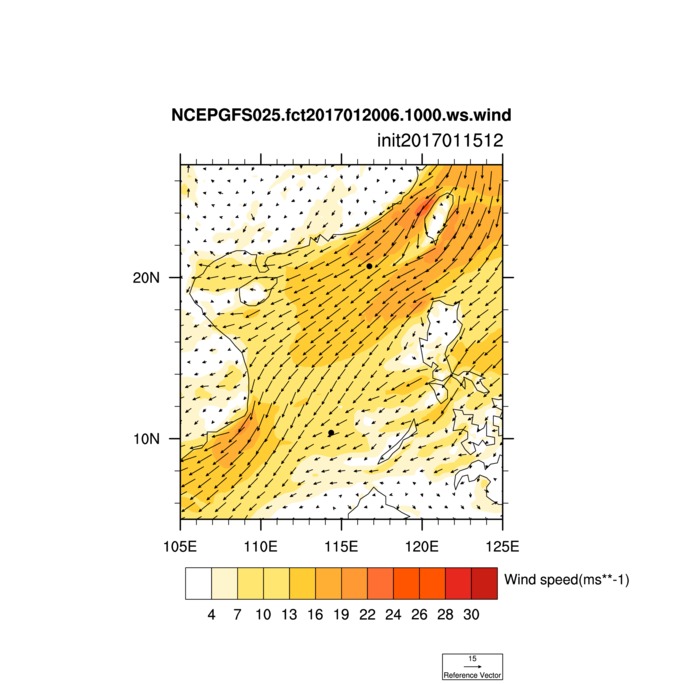 NCEPGFS025.fct2017012006.1000.ws.wind
init2017011512
20N
10N
105E 110E 115E 120E 125E
Wind speed(ms**-1)
4 7 10 13 16 19 22 24 26 28 30
15
Reference Vector